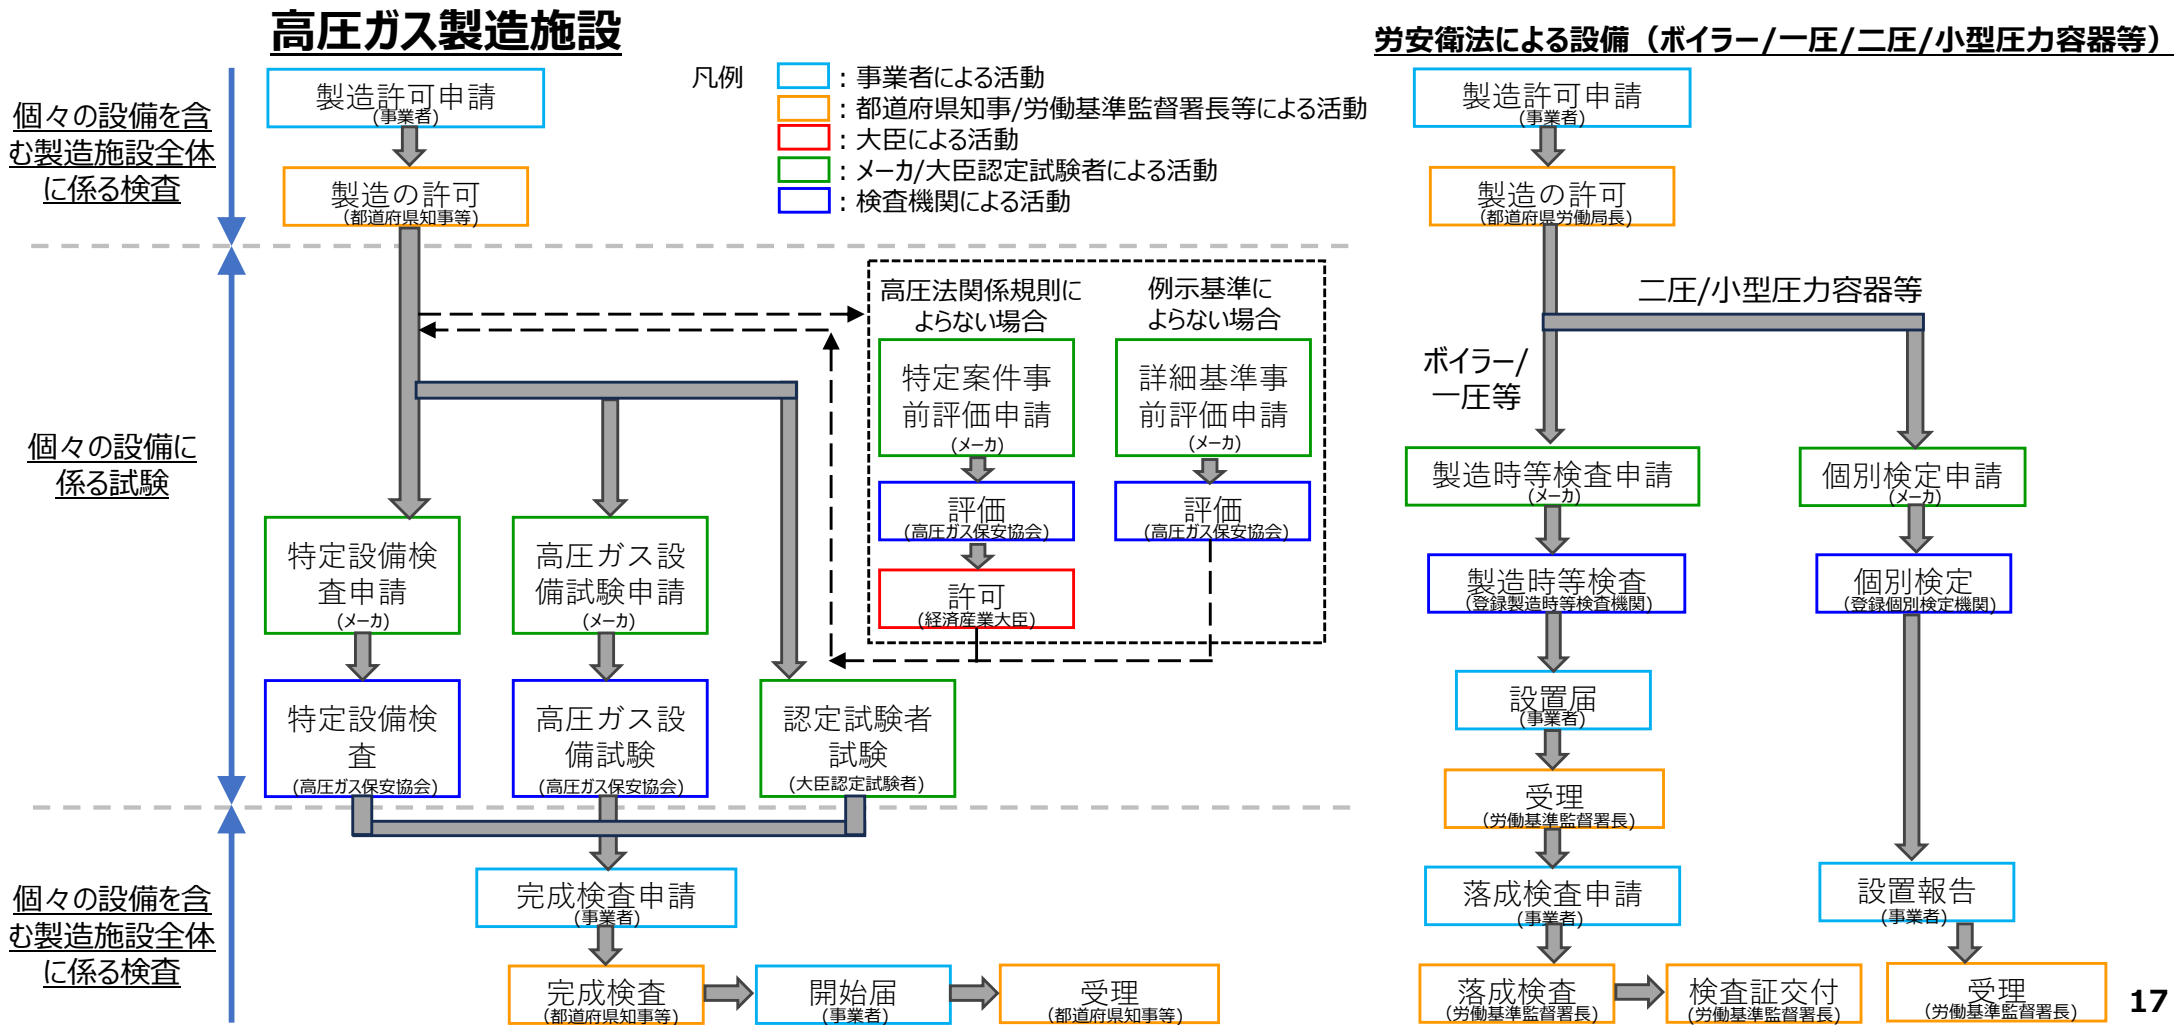 高圧ガス製造施設
労安衛法による設備（ボイラー/一圧/二圧/小型圧力容器等）
凡例
：事業者による活動
：都道府県知事/労働基準監督署長等による活動
：大臣による活動
：メーカ/大臣認定試験者による活動
：検査機関による活動
個々の設備を含
む製造施設全体
に係る検査
製造許可申請
(事業者)
製造の許可
(都道府県知事等)
個々の設備に
係る試験
高圧法関係規則に
よらない場合
例示基準に
よらない場合
特定案件事
前評価申請
(メーカ)
詳細基準事
前評価申請
(メーカ)
評価
(高圧ガス保安協会)
評価
(高圧ガス保安協会)
許可
(経済産業大臣)
特定設備検
査申請
(メーカ)
高圧ガス設
備試験申請
(メーカ)
特定設備検
査
(高圧ガス保安協会)
高圧ガス設
備試験
(高圧ガス保安協会)
認定試験者
試験
(大臣認定試験者)
個々の設備を含
む製造施設全体
に係る検査
完成検査申請
(事業者)
完成検査
(都道府県知事等)
開始届
(事業者)
受理
(都道府県知事等)
製造許可申請
(事業者)
製造の許可
(都道府県労働局長)
二圧/小型圧力容器等
ボイラー/
一圧等
製造時等検査申請
(メーカ)
個別検定申請
(メーカ)
製造時等検査
(登録製造時等検査機関)
個別検定
(登録個別検定機関)
設置届
(事業者)
受理
(労働基準監督署長)
落成検査申請
(事業者)
設置報告
(事業者)
落成検査
(労働基準監督署長)
検査証交付
(労働基準監督署長)
受理
(労働基準監督署長)
17